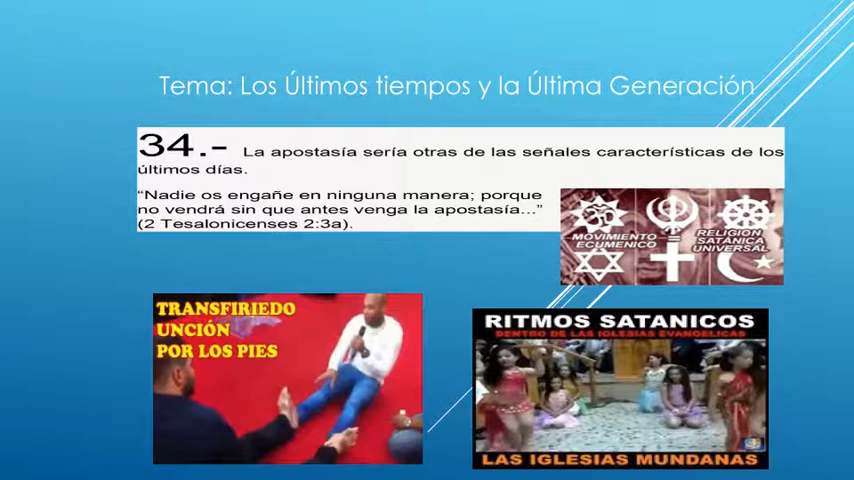 Tema: Los Últimos tiempos y la Última Generación
34.- La apostasía sería otras de las señales características de los
últimos días.
“Nadie os engañe en ninguna manera; porque
no vendrá sin que antes venga la apostasía...”
(2 Tesalonicenses 2:3a).
MOVIMIENTO
ECUMENICO
RELIGION
SATÁNICA
UNIVERSAL
TRANSFIRIEDO
UNCIÓN
POR LOS PIES
RITMOS SATANICOS
DENTRO DE LAS IGLESIAS EVANGELICAS
LAS IGLESIAS MUNDANAS